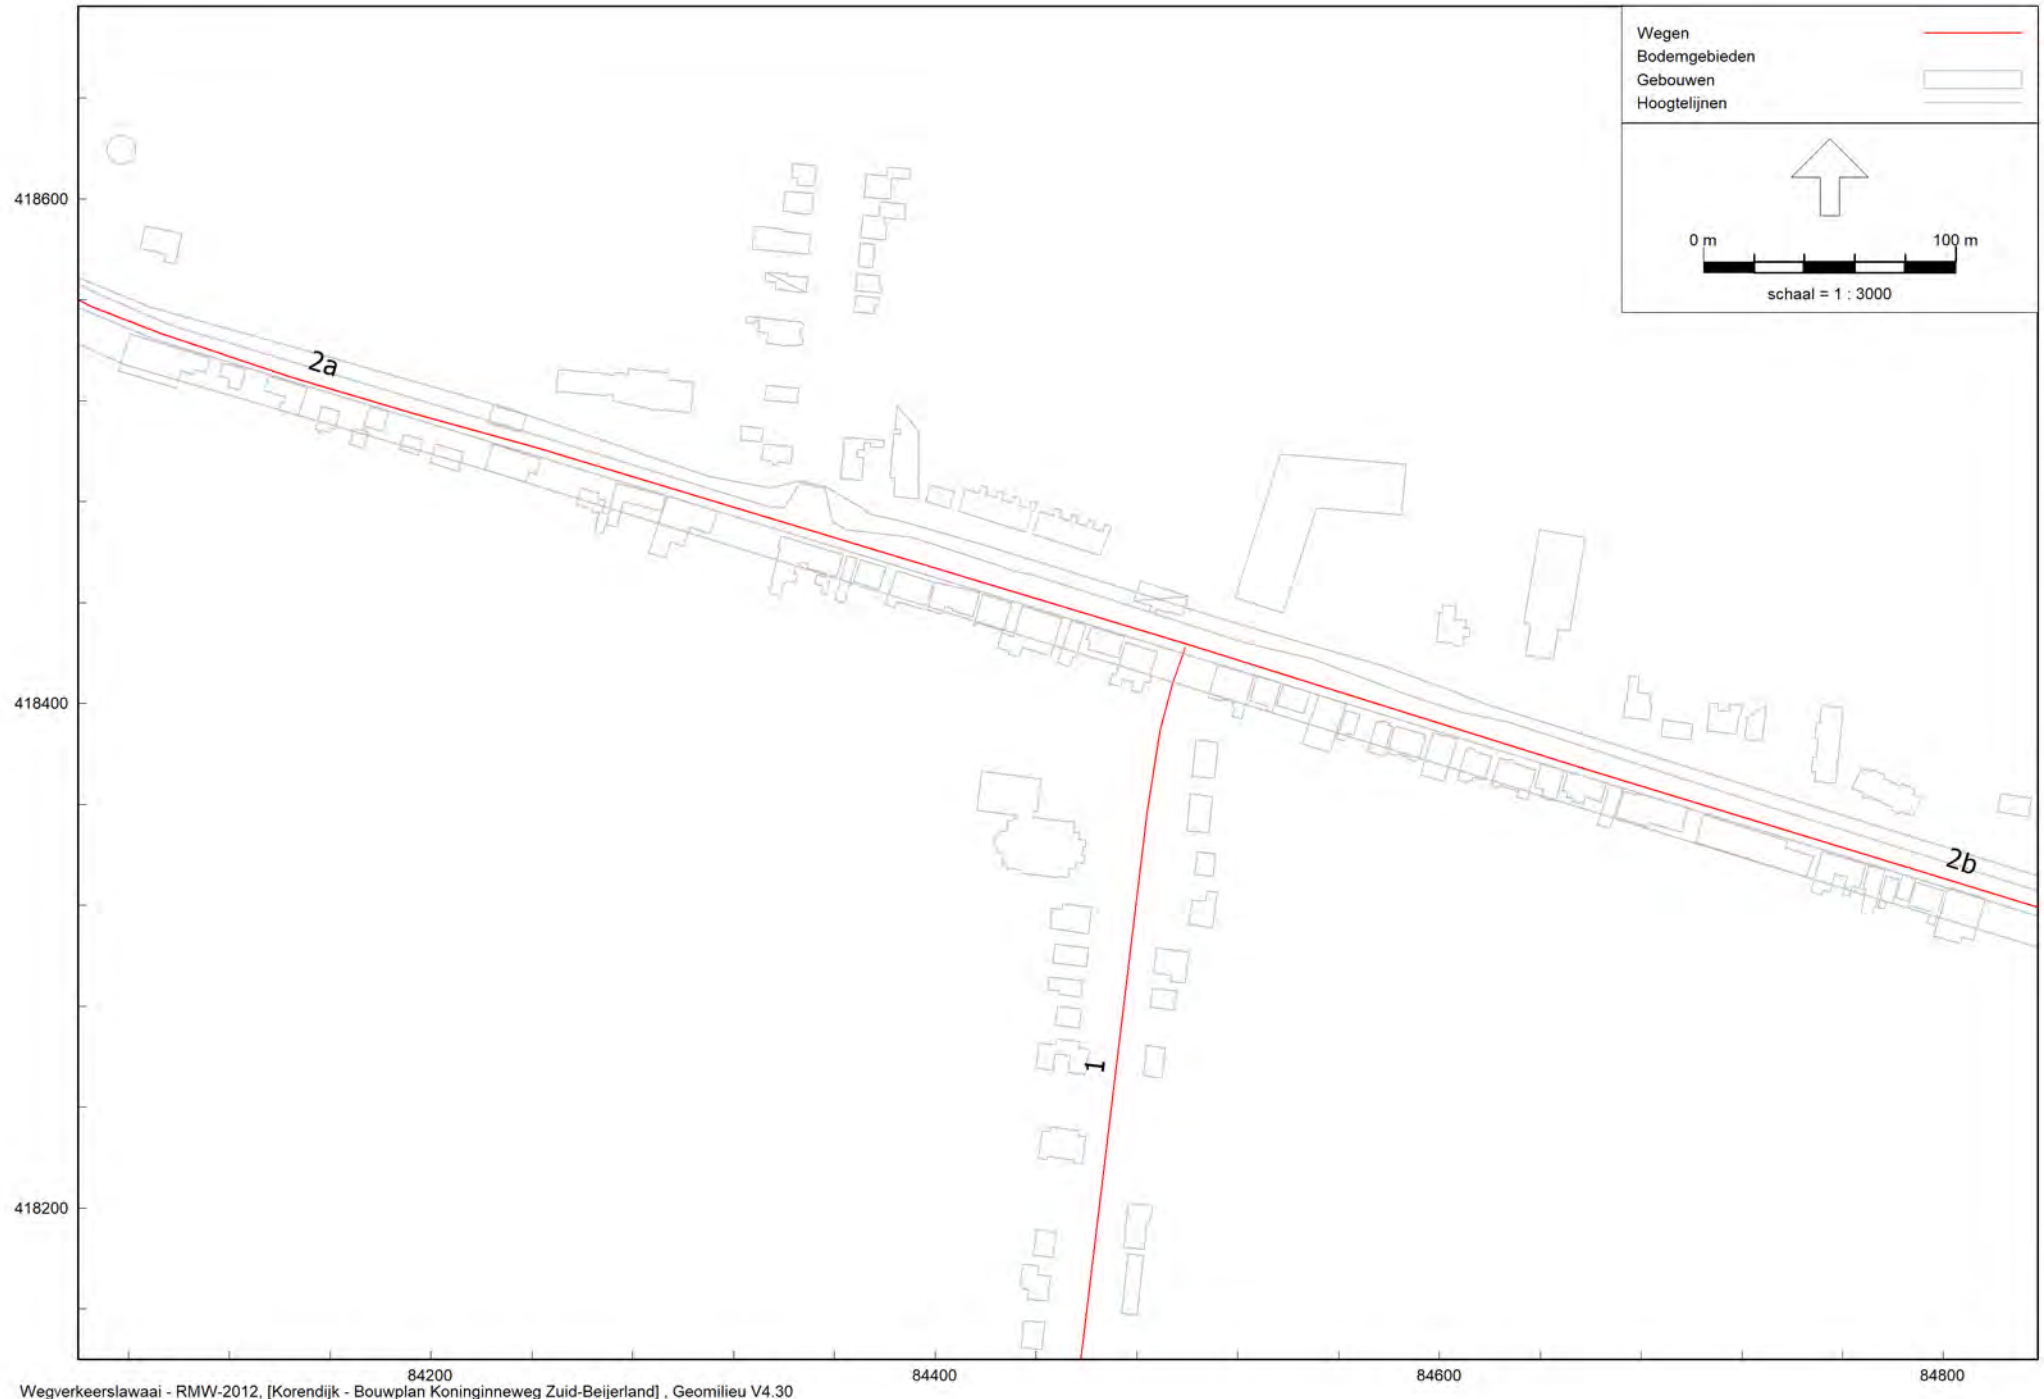 Wegen
Bodemgebieden
Gebouwen
Hoogtelijnen
0 m 100 m
schaal = 1 : 3000
418600
2a
418400
2b
1
418200
84200 84400 84600 84800
Wegverkeerslawaai - RMW-2012, [Korendijk - Bouwplan Koninginneweg Zuid-Beijerland] , Geomilieu V4.30